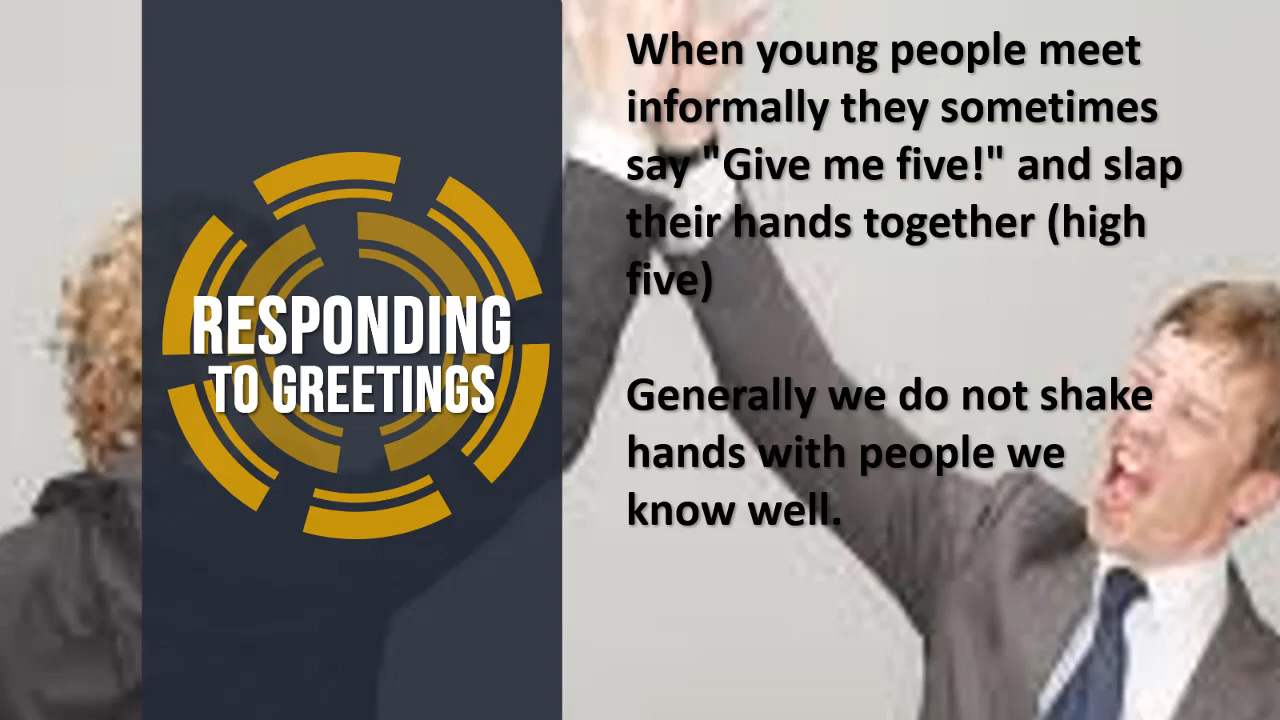 RESPONDING
TO GREETINGS
When young people meet
informally they sometimes
say "Give me five!" and slap
their hands together (high
five)
Generally we do not shake
hands with people we
know well.